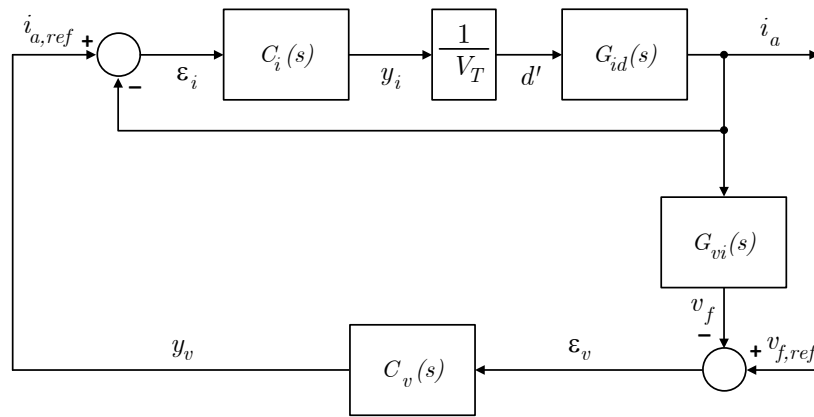 i_{a,ref} + C_i(s) 1/V_T G_{id}(s) i_a
− ε_i y_i d'
G_{vi}(s)
v_f
−
y_v C_v(s) ε_v + v_{f,ref}